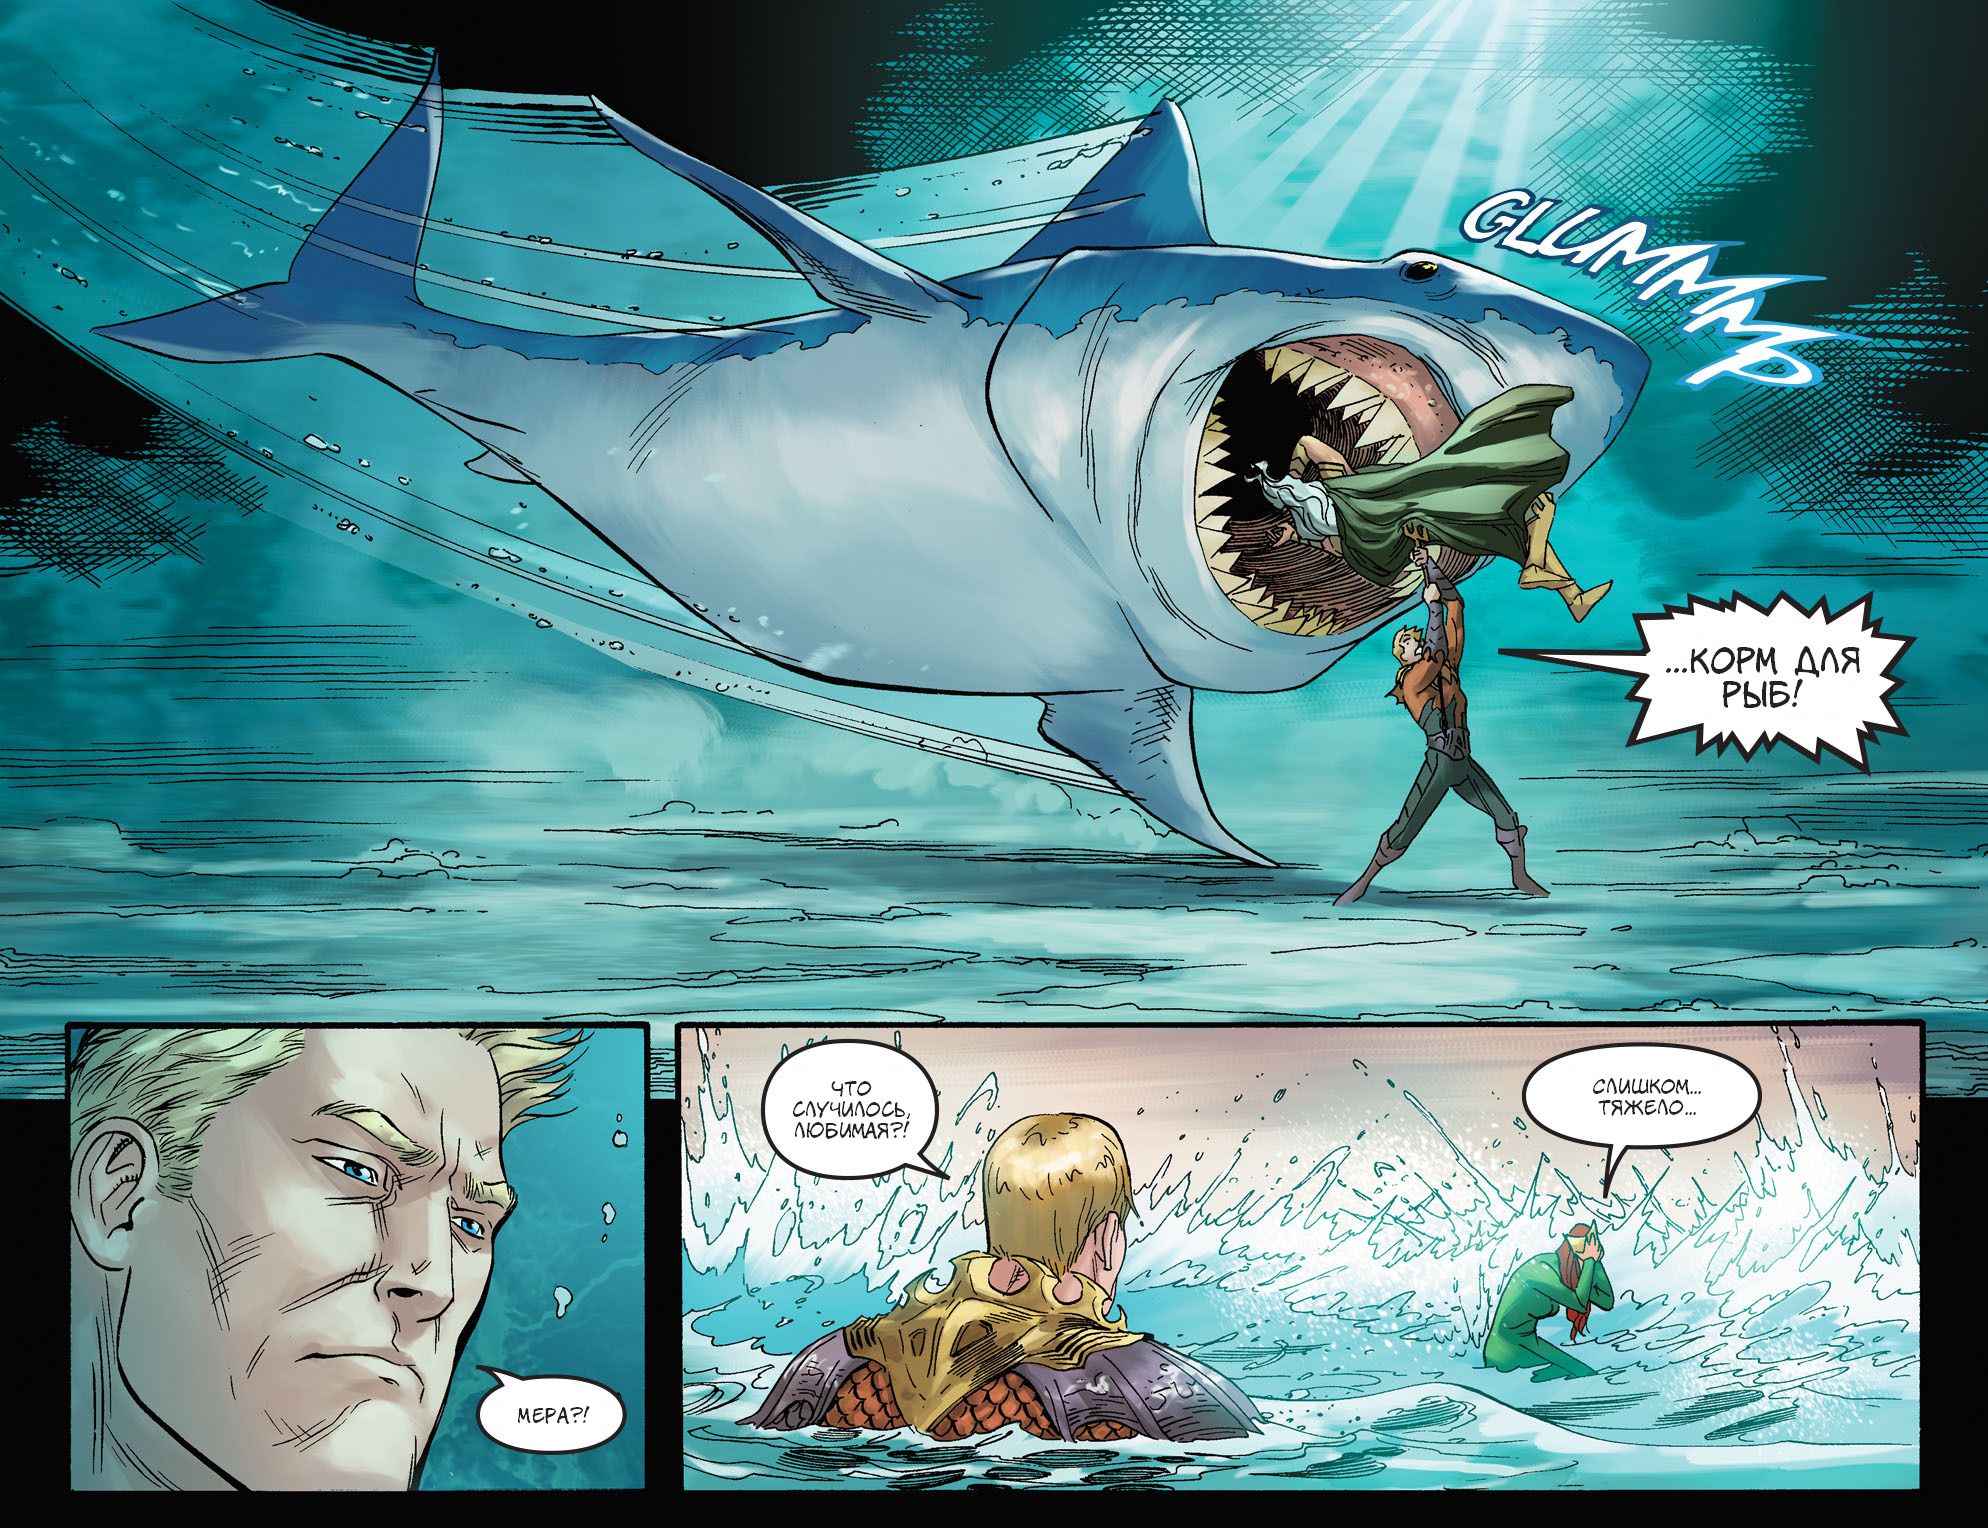 GLUMMMP
...КОРМ ДЛЯ
РЫБ!
МЕРА?!
ЧТО
СЛУЧИЛОСЬ,
ЛЮБИМАЯ?!
СЛИШКОМ...
ТЯЖЕЛО...